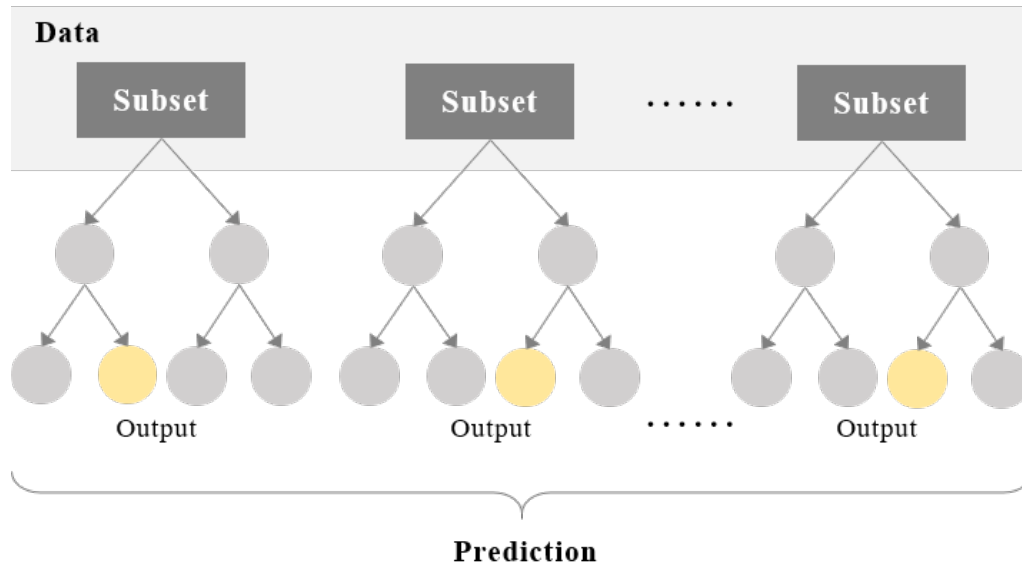 Data
Subset Subset ...... Subset
Output Output ...... Output
Prediction